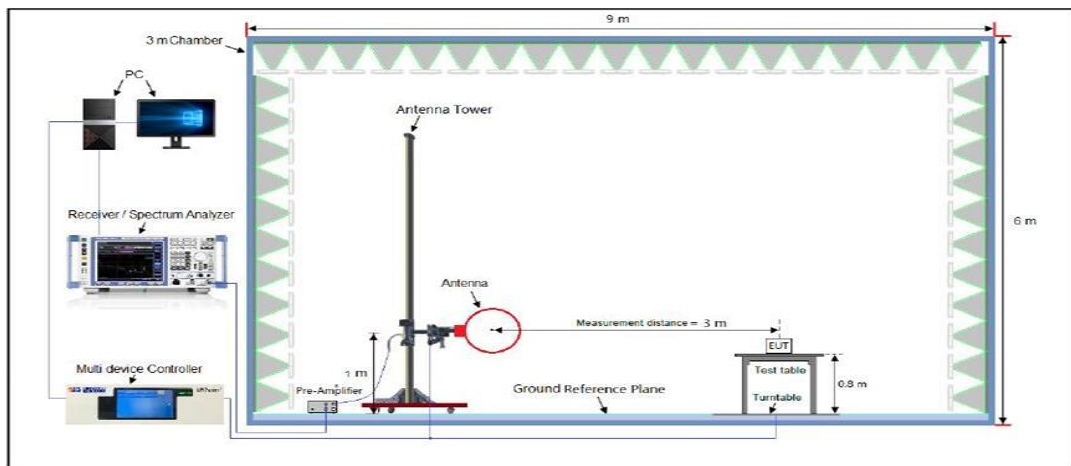 9 m
3 m Chamber
PC
Antenna Tower
Receiver / Spectrum Analyzer
6 m
Antenna
Measurement distance = 3 m
EUT
Multi device Controller
1 m
Test table
0.8 m
Pre-Amplifier
Ground Reference Plane
Turntable